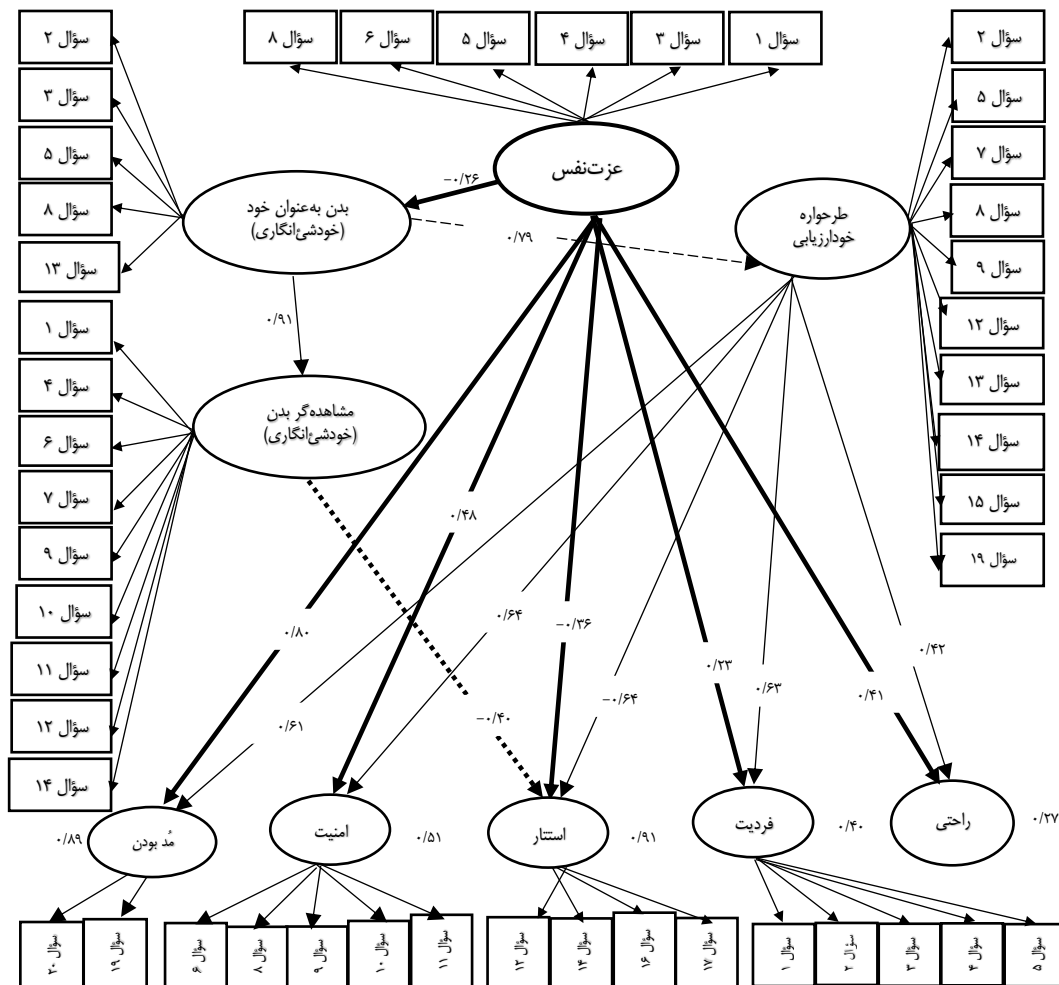 سؤال ۸
سؤال ۶
سؤال ۵
سؤال ۴
سؤال ۳
سؤال ۱
سؤال ۲
سؤال ۵
سؤال ۷
سؤال ۸
سؤال ۹
سؤال ۱۲
سؤال ۱۳
سؤال ۱۴
سؤال ۱۵
سؤال ۱۹
سؤال ۲
سؤال ۳
سؤال ۵
سؤال ۸
سؤال ۱۳
سؤال ۱
سؤال ۴
سؤال ۶
سؤال ۷
سؤال ۹
سؤال ۱۰
سؤال ۱۱
سؤال ۱۲
سؤال ۱۴
عزت‌نفس
طرحواره
خودارزیابی
بدن به‌عنوان خود
(خودشئ‌انگاری)
مشاهده‌گر بدن
(خودشئ‌انگاری)
−۰/۲۶
۰/۷۹
۰/۹۱
۰/۴۸
۰/۸۰
۰/۶۴
−۰/۳۶
۰/۲۳
۰/۴۲
۰/۶۱
−۰/۴۰
−۰/۶۴
۰/۶۳
۰/۴۱
مُد بودن
۰/۸۹
امنیت
۰/۵۱
استتار
۰/۹۱
فردیت
۰/۴۰
راحتی
۰/۲۷
سؤال ۲۰
سؤال ۱۹
سؤال ۶
سؤال ۸
سؤال ۹
سؤال ۱۰
سؤال ۱۱
سؤال ۱۲
سؤال ۱۴
سؤال ۱۶
سؤال ۱۷
سؤال ۱
سؤال ۲
سؤال ۳
سؤال ۴
سؤال ۵